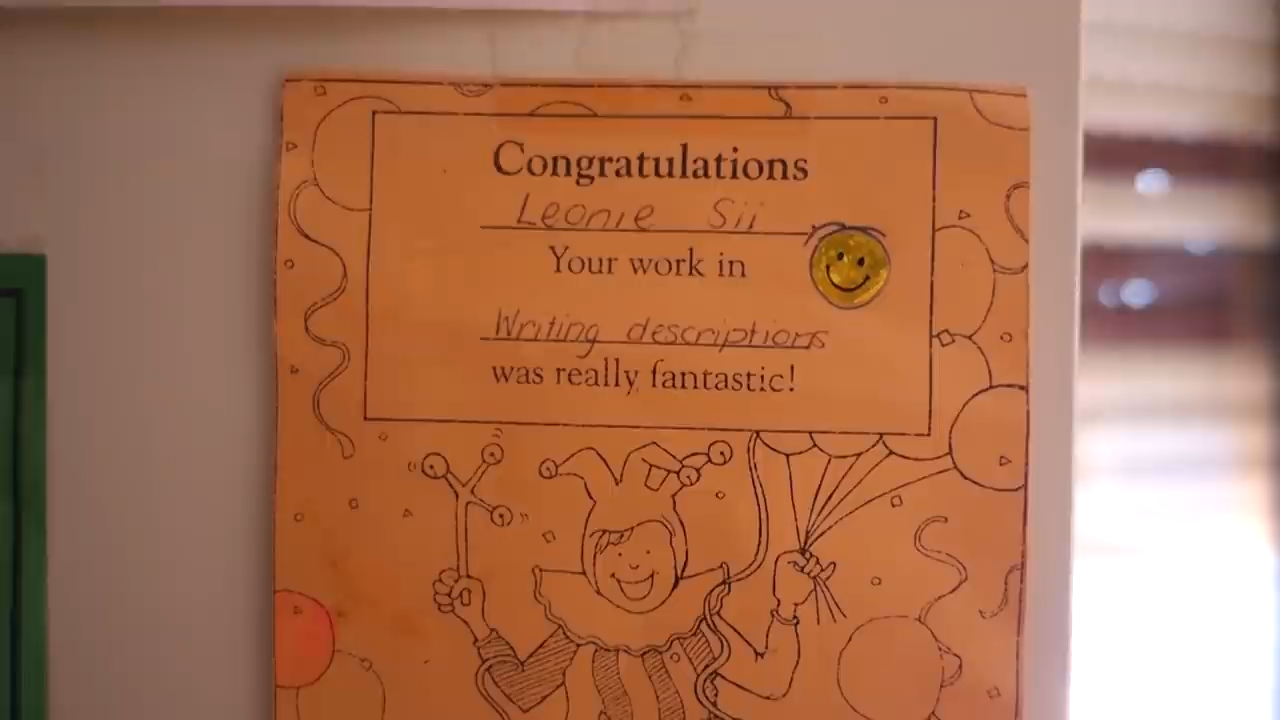 Congratulations
Leonie Sii
Your work in
Writing descriptions
was really fantastic!